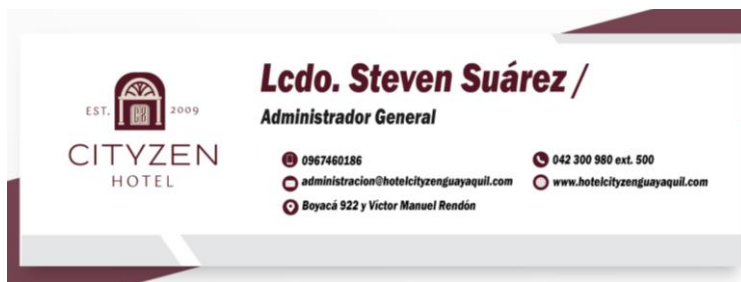 EST. 2009
CITYZEN
HOTEL
Lcdo. Steven Suárez /
Administrador General
0967460186
administracion@hotelcityzenguayaquil.com
Boyacá 922 y Víctor Manuel Rendón
042 300 980 ext. 500
www.hotelcityzenguayaquil.com